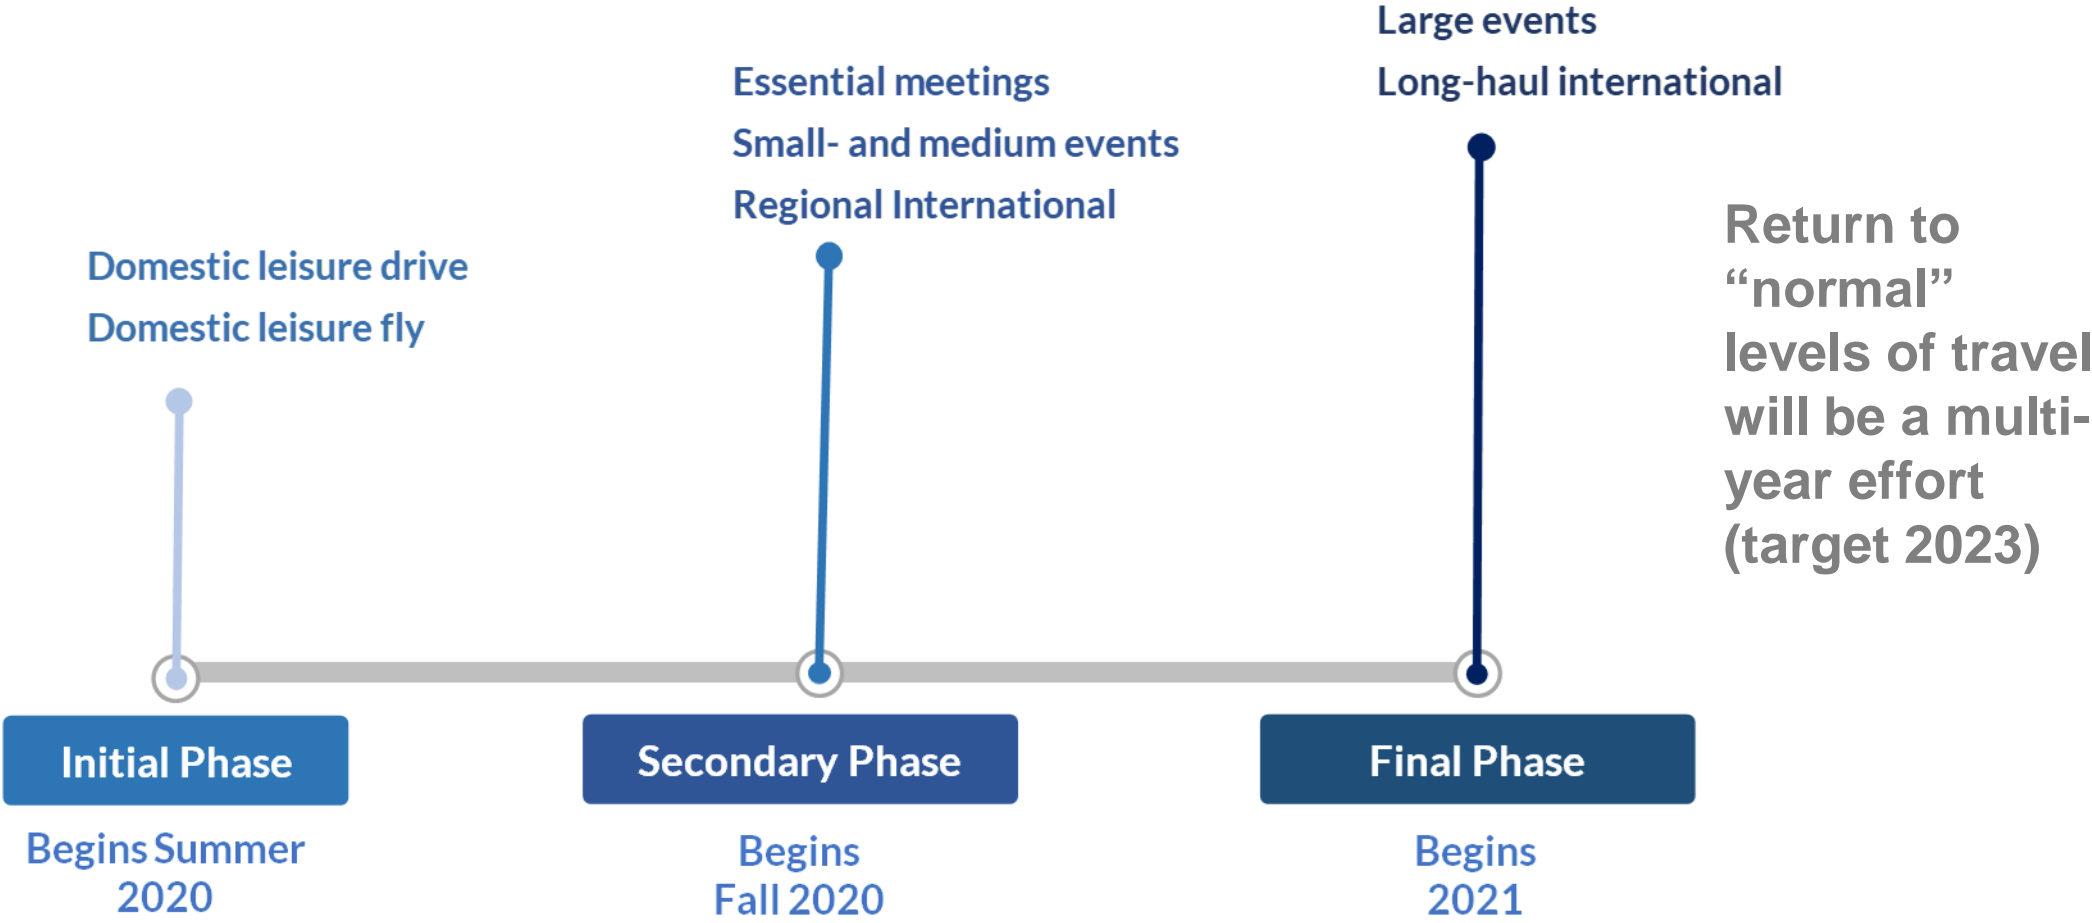 Large events
Long-haul international
Essential meetings
Small- and medium events
Regional International
Domestic leisure drive
Domestic leisure fly
Return to
“normal”
levels of travel
will be a multi-
year effort
(target 2023)
Initial Phase
Secondary Phase
Final Phase
Begins Summer
2020
Begins
Fall 2020
Begins
2021